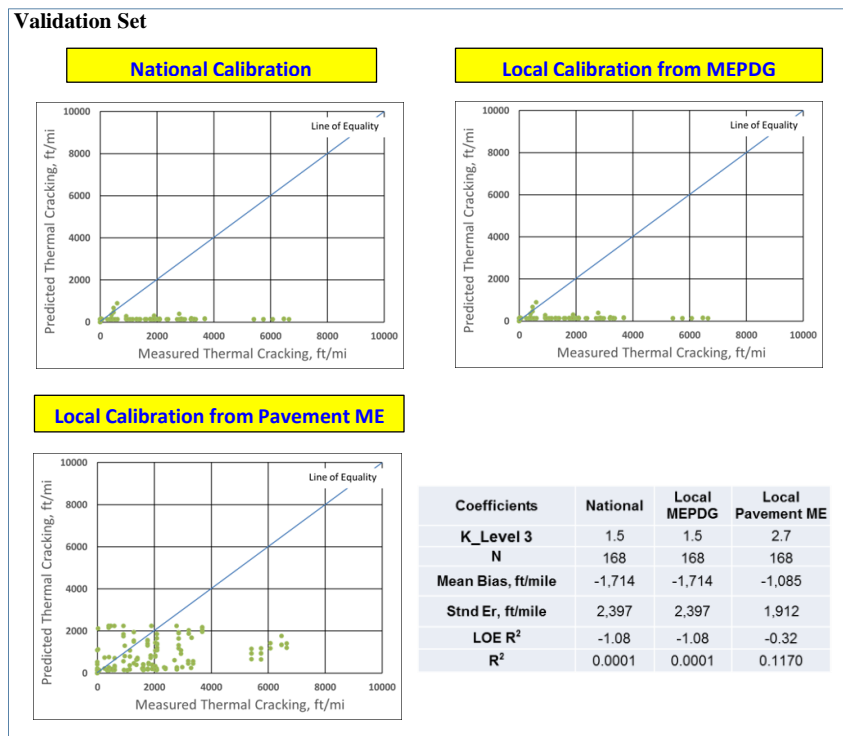 Validation Set
National Calibration
10000
8000
6000
4000
2000
0
Predicted Thermal Cracking, ft/mi
Line of Equality
0 2000 4000 6000 8000 10000
Measured Thermal Cracking, ft/mi
Local Calibration from MEPDG
10000
8000
6000
4000
2000
0
Predicted Thermal Cracking, ft/mi
Line of Equality
0 2000 4000 6000 8000 10000
Measured Thermal Cracking, ft/mi
Local Calibration from Pavement ME
10000
8000
6000
4000
2000
0
Predicted Thermal Cracking, ft/mi
Line of Equality
0 2000 4000 6000 8000 10000
Measured Thermal Cracking, ft/mi
Coefficients National Local MEPDG Local Pavement ME
K_Level 3 1.5 1.5 2.7
N 168 168 168
Mean Bias, ft/mile -1,714 -1,714 -1,085
Stnd Er, ft/mile 2,397 2,397 1,912
LOE R² -1.08 -1.08 -0.32
R² 0.0001 0.0001 0.1170